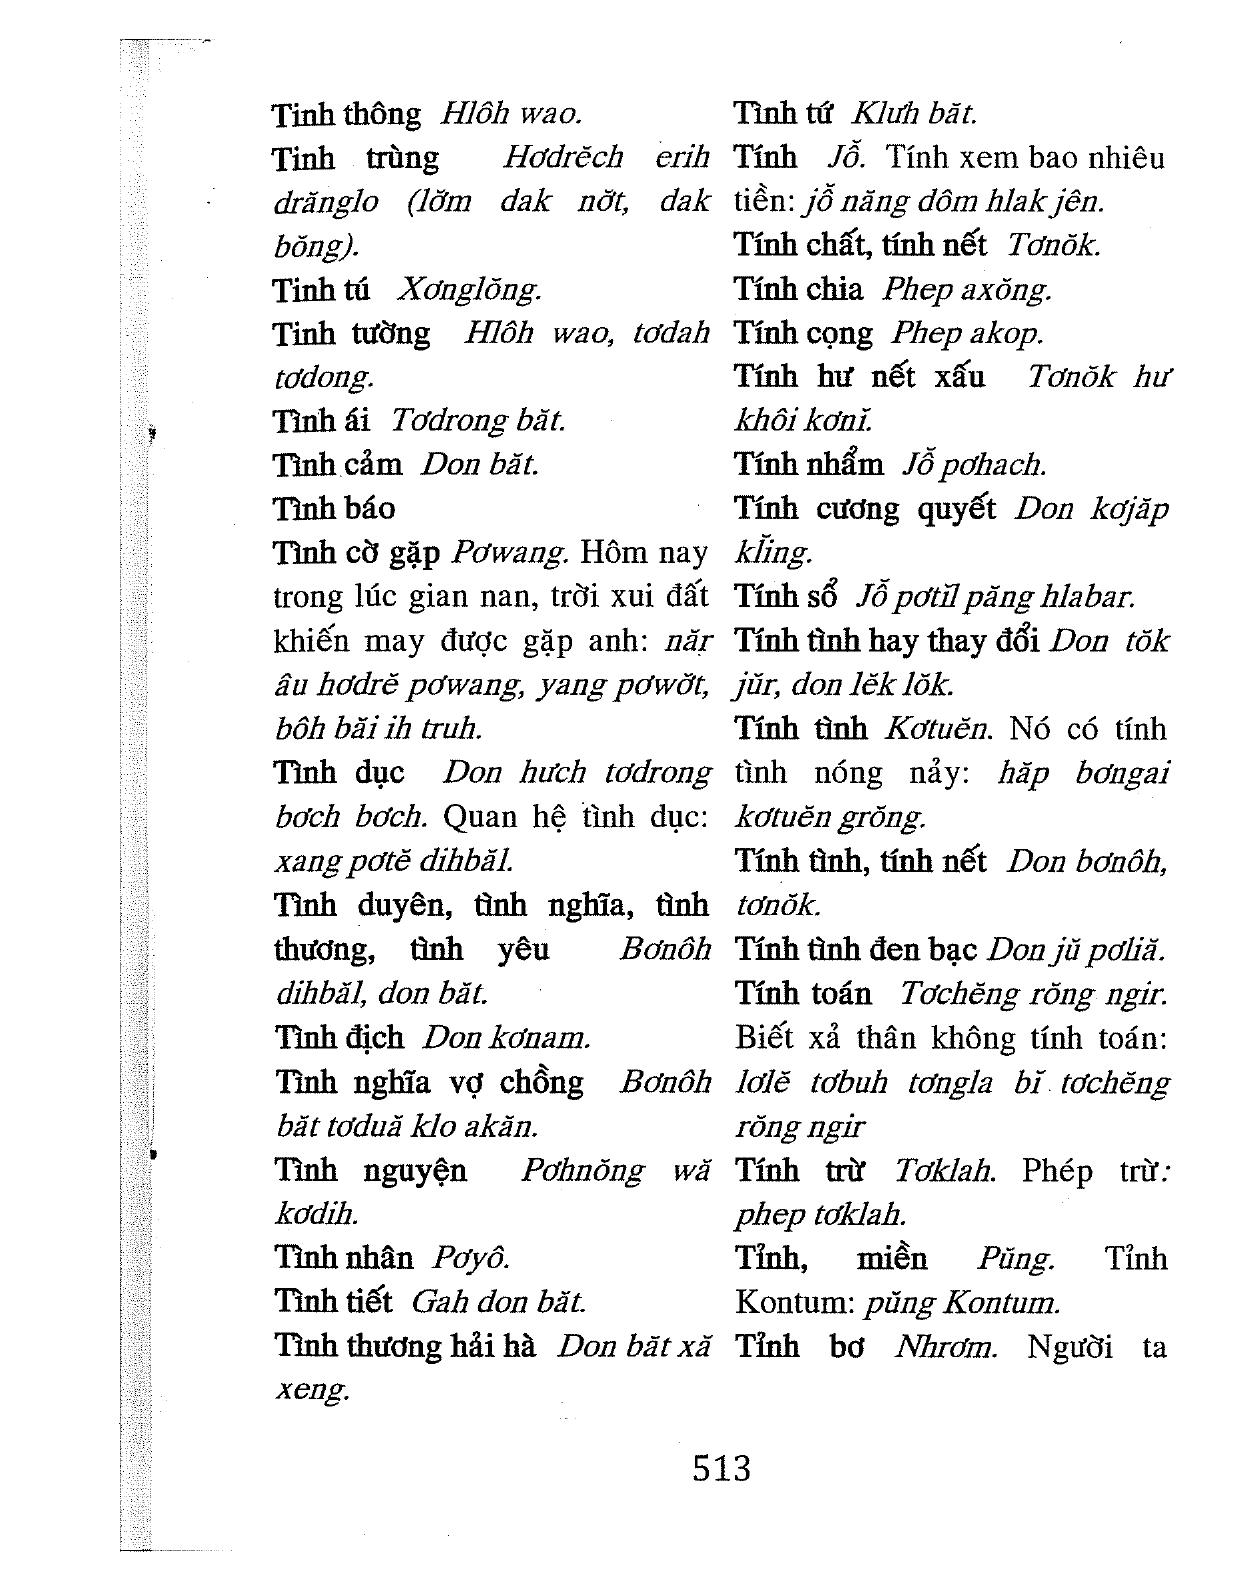 Tinh thông Hlôh wao.
Tinh trùng Hơdrĕch erih
drănglo (lơ̆m dak nơ̆t, dak
bŏng).
Tinh tú Xơnglŏng.
Tinh tường Hlôh wao, tơdah
tơdong.
Tình ái Tơdrong băt.
Tình cảm Don băt.
Tình báo
Tình cờ gặp Pơwang. Hôm nay
trong lúc gian nan, trời xui đất
khiến may được gặp anh: năr
âu hơdrĕ pơwang, yang pơwơ̆t,
bôh băi ih truh.
Tình dục Don hưch tơdrong
bơch bơch. Quan hệ tình dục:
xang pơtĕ dihbăl.
Tình duyên, tình nghĩa, tình
thương, tình yêu Bơnôh
dihbăl, don băt.
Tình địch Don kơnam.
Tình nghĩa vợ chồng Bơnôh
băt tơduă klo akăn.
Tình nguyện Pơhnŏng wă
kơdih.
Tình nhân Pơyô.
Tình tiết Gah don băt.
Tình thương hải hà Don băt xă
xeng.
Tình tứ Klưh băt.
Tính Jô̆. Tính xem bao nhiêu
tiền: jô̆ năng dôm hlak jên.
Tính chất, tính nết Tơnŏk.
Tính chia Phep axŏng.
Tính cọng Phep akop.
Tính hư nết xấu Tơnŏk hư
khôi kơnĭ.
Tính nhẩm Jô̆ pơhach.
Tính cương quyết Don kơjăp
kl̆ing.
Tính sổ Jô̆ pơtĭl păng hlabar.
Tính tình hay thay đổi Don tŏk
jŭr, don lĕk lŏk.
Tính tình Kơtuĕn. Nó có tính
tình nóng nảy: hăp bơngai
kơtuĕn grŏng.
Tính tình, tính nết Don bơnôh,
tơnŏk.
Tính tình đen bạc Don jŭ pơliă.
Tính toán Tơchĕng rŏng ngir.
Biết xả thân không tính toán:
lơlĕ tơbuh tơngla bĭ tơchĕng
rŏng ngir
Tính trừ Tơklah. Phép trừ:
phep tơklah.
Tỉnh, miền Pŭng. Tỉnh
Kontum: pŭng Kontum.
Tỉnh bơ Nhrơm. Người ta
513